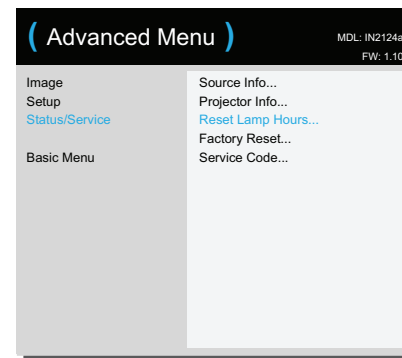 ( Advanced Menu )
MDL: IN2124a
FW: 1.10
Image
Setup
Status/Service
Basic Menu
Source Info...
Projector Info...
Reset Lamp Hours...
Factory Reset...
Service Code...